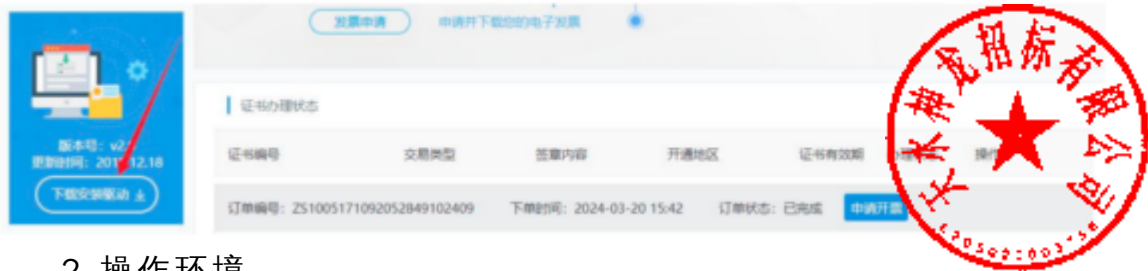 发票申请 申请并下载您的电子发票
证书办理状态
版本号：v2.
更新时间：201 12.18
下载安装驱动
证书编号 交易类型 签章内容 开通地区 证书有效期 操作
订单编号：ZS1005171092052849102409 下单时间：2024-03-20 15:42 订单状态：已完成 申请开票
天水神龙招标有限公司
2 操作环境